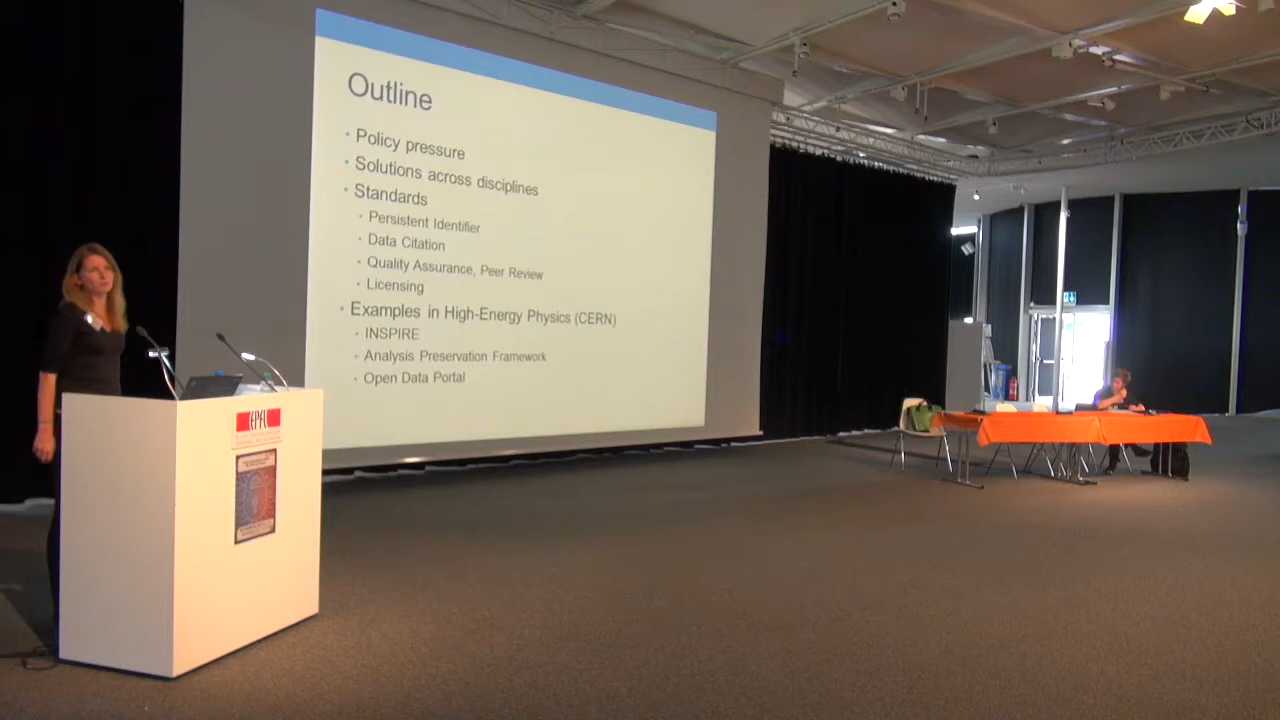 Outline
• Policy pressure
• Solutions across disciplines
• Standards
• Persistent Identifier
• Data Citation
• Quality Assurance, Peer Review
• Licensing
• Examples in High-Energy Physics (CERN)
• INSPIRE
• Analysis Preservation Framework
• Open Data Portal
EPFL